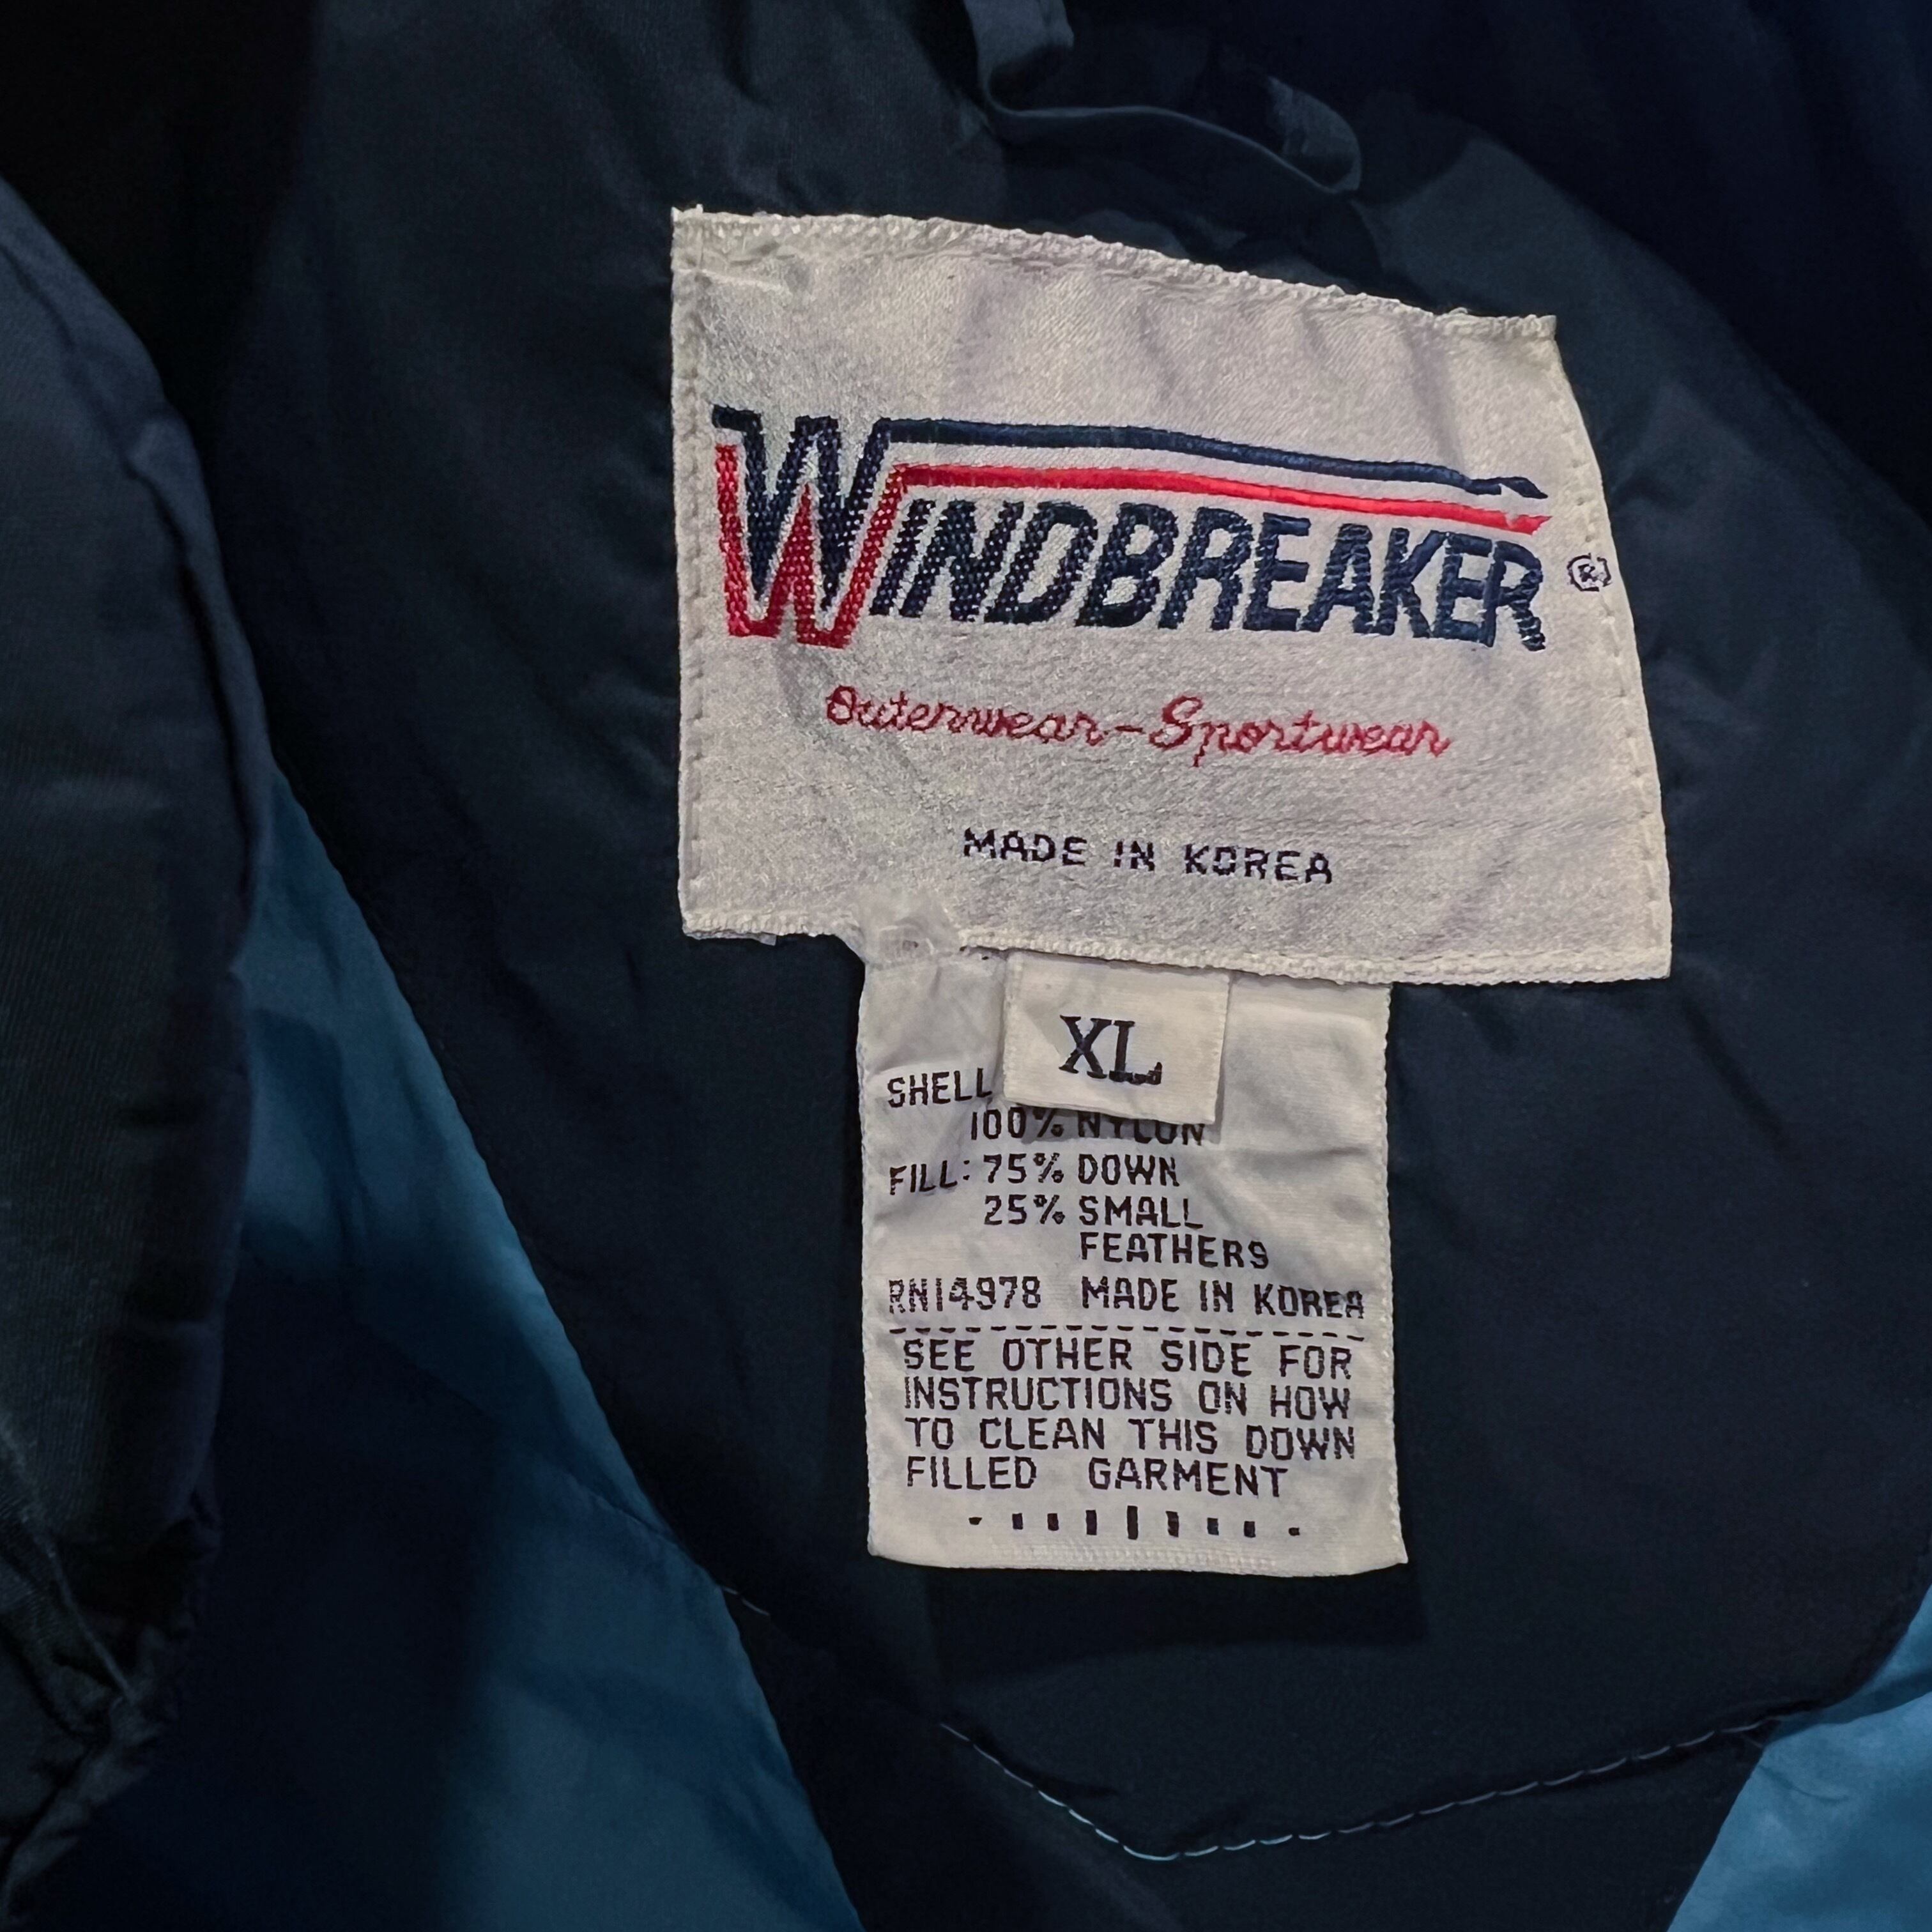 WINDBREAKER ®
Outerwear-Sportwear
MADE IN KOREA
XL
SHELL
100% NYLON
FILL: 75% DOWN
25% SMALL
FEATHERS
RN14978 MADE IN KOREA
SEE OTHER SIDE FOR
INSTRUCTIONS ON HOW
TO CLEAN THIS DOWN
FILLED GARMENT